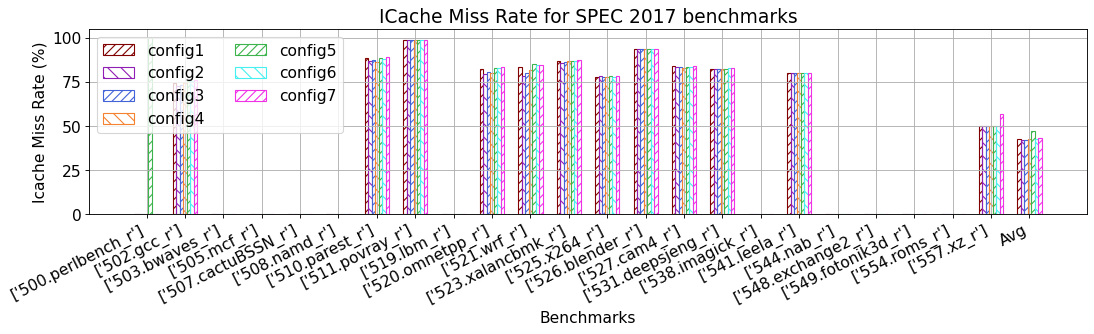 ICache Miss Rate for SPEC 2017 benchmarks
Icache Miss Rate (%)
100
75
50
25
0
config1
config2
config3
config4
config5
config6
config7
['500.perlbench_r']
['502.gcc_r']
['503.bwaves_r']
['505.mcf_r']
['507.cactuBSSN_r']
['508.namd_r']
['510.parest_r']
['511.povray_r']
['519.lbm_r']
['520.omnetpp_r']
['521.wrf_r']
['523.xalancbmk_r']
['525.x264_r']
['526.blender_r']
['527.cam4_r']
['531.deepsjeng_r']
['538.imagick_r']
['541.leela_r']
['544.nab_r']
['548.exchange2_r']
['549.fotonik3d_r']
['554.roms_r']
['557.xz_r']
Avg
Benchmarks